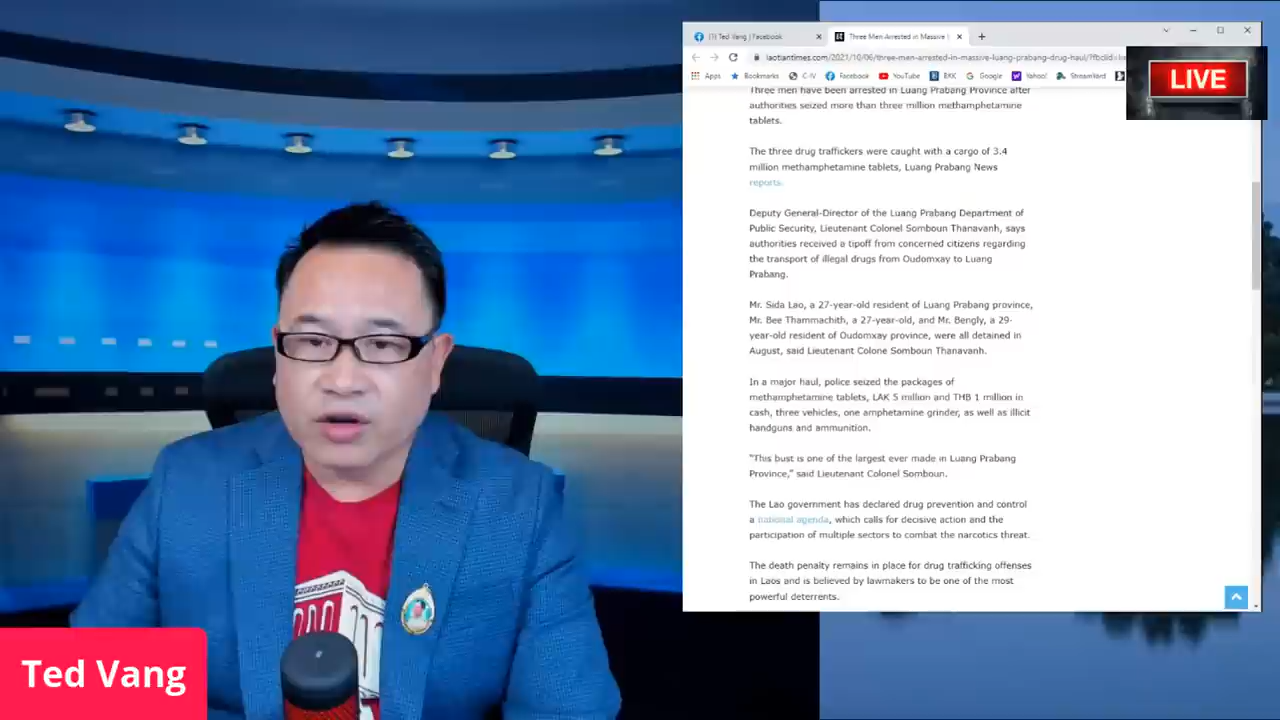 (1) Ted Vang | Facebook
Three Men Arrested in Massive
laotiantimes.com/2021/10/06/three-men-arrested-in-massive-luang-prabang-drug-haul/?fbclid
Apps Bookmarks C-IV Facebook YouTube BKK Google Yahoo! StreamYard
LIVE
Three men have been arrested in Luang Prabang Province after
authorities seized more than three million methamphetamine
tablets.
The three drug traffickers were caught with a cargo of 3.4
million methamphetamine tablets, Luang Prabang News
reports.
Deputy General-Director of the Luang Prabang Department of
Public Security, Lieutenant Colonel Somboun Thanavanh, says
authorities received a tipoff from concerned citizens regarding
the transport of illegal drugs from Oudomxay to Luang
Prabang.
Mr. Sida Lao, a 27-year-old resident of Luang Prabang province,
Mr. Bee Thammachith, a 27-year-old, and Mr. Bengly, a 29-
year-old resident of Oudomxay province, were all detained in
August, said Lieutenant Colone Somboun Thanavanh.
In a major haul, police seized the packages of
methamphetamine tablets, LAK 5 million and THB 1 million in
cash, three vehicles, one amphetamine grinder, as well as illicit
handguns and ammunition.
“This bust is one of the largest ever made in Luang Prabang
Province,” said Lieutenant Colonel Somboun.
The Lao government has declared drug prevention and control
a national agenda, which calls for decisive action and the
participation of multiple sectors to combat the narcotics threat.
The death penalty remains in place for drug trafficking offenses
in Laos and is believed by lawmakers to be one of the most
powerful deterrents.
Ted Vang